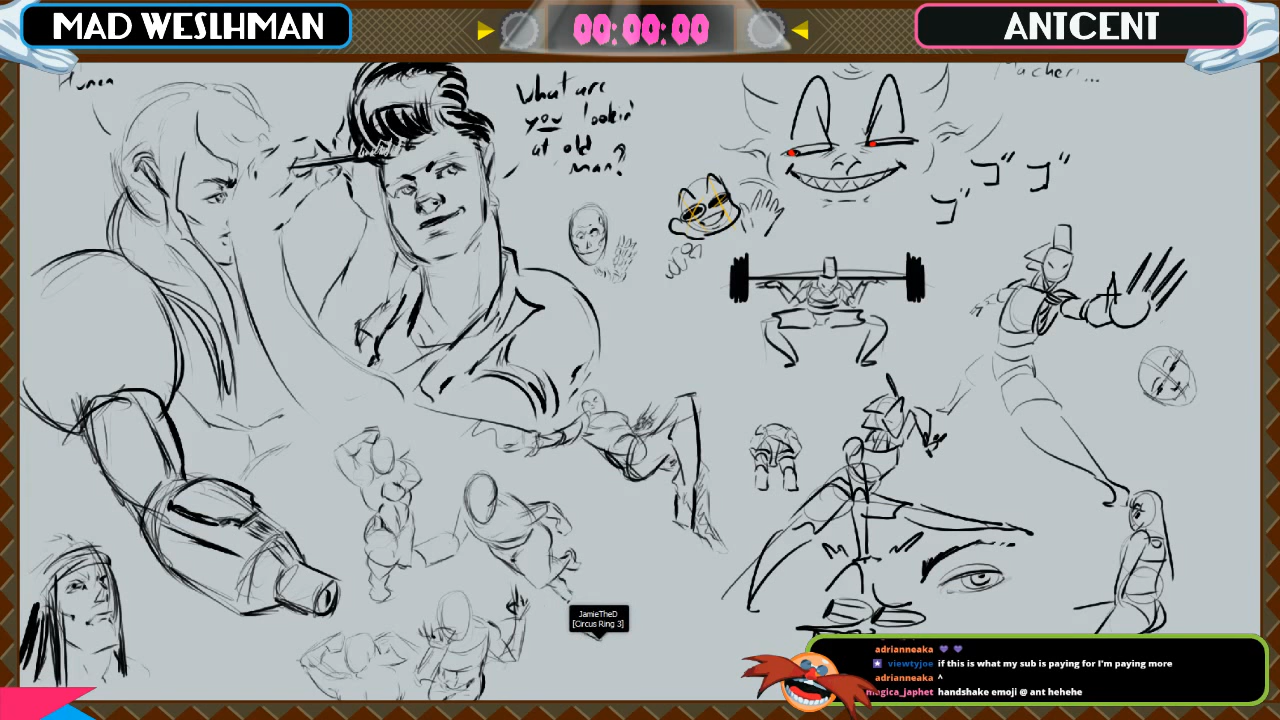 MAD WESLHMAN
00:00:00
ANTCENT
Human
What are
you lookin'
at old
man?
ゴ゛ゴ゛
ゴ
JamieTheD
[Circus Ring 3]
adrianneaka 💜 💜
viewtyjoe if this is what my sub is paying for I'm paying more
adrianneaka ^
magica_japhet handshake emoji @ ant hehehe